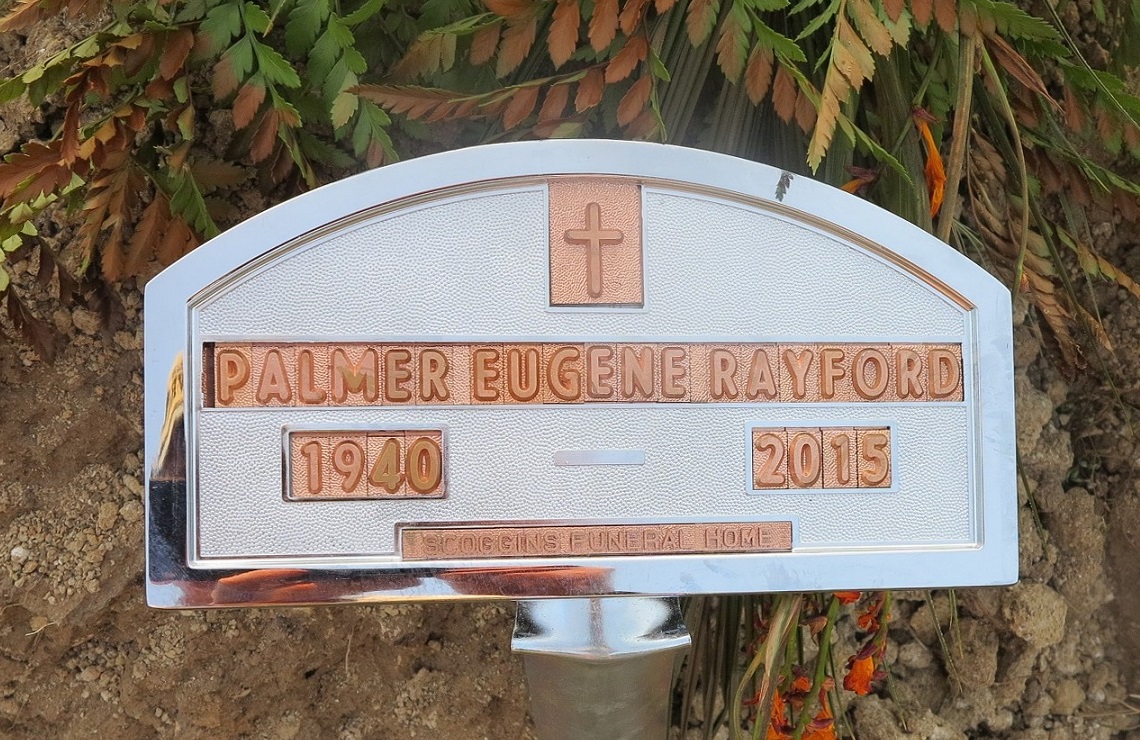 PALMER EUGENE RAYFORD
1940 — 2015
SCOGGINS FUNERAL HOME